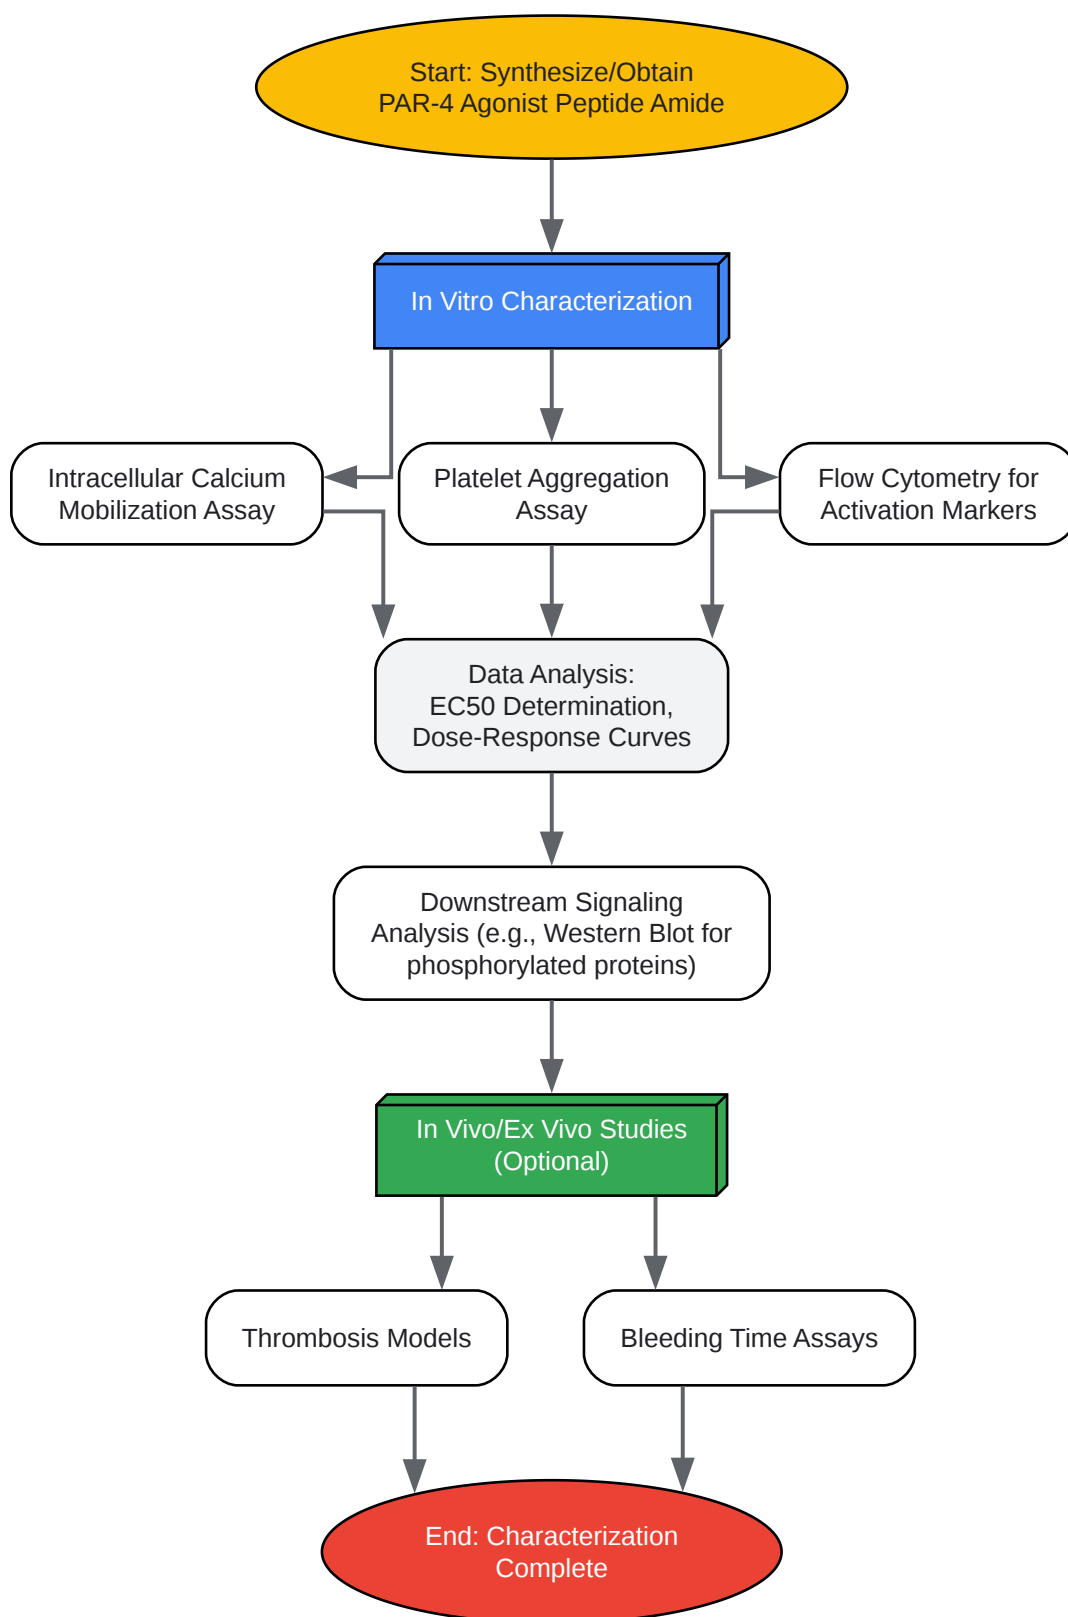 Start: Synthesize/Obtain
PAR-4 Agonist Peptide Amide
In Vitro Characterization
Intracellular Calcium
Mobilization Assay
Platelet Aggregation
Assay
Flow Cytometry for
Activation Markers
Data Analysis:
EC50 Determination,
Dose-Response Curves
Downstream Signaling
Analysis (e.g., Western Blot for
phosphorylated proteins)
In Vivo/Ex Vivo Studies
(Optional)
Thrombosis Models
Bleeding Time Assays
End: Characterization
Complete